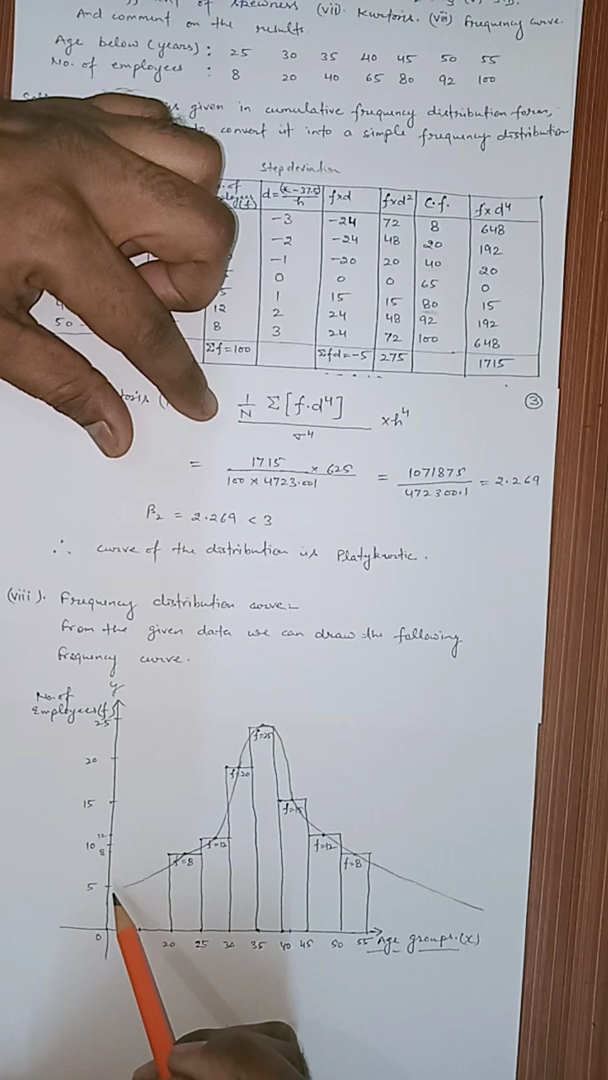 of skewness (vii). Kurtosis. (viii) Frequency curve.
And comment on the results.
Age below (years) : 25 30 35 40 45 50 55
No. of employees : 8 20 40 65 80 92 100
given in cumulative frequency distribution form,
convert it into a simple frequency distribution
Step deviation
d = (x - 37.5)/h f×d f×d² C.f. f×d⁴
-3 -24 72 8 648
-2 -24 48 20 192
-1 -20 20 40 20
0 0 0 65 0
1 15 15 80 15
12 2 24 48 92 192
50 - 8 3 24 72 100 648
Σf = 100 Σfd = -5 275 1715
③
1/N Σ[f.d⁴] / σ⁴ × h⁴
= 1715 × 625 / 100 × 4723.001 = 1071875 / 472300.1 = 2.269
β₂ = 2.269 < 3
∴ curve of the distribution is Platykurtic.
(viii). Frequency distribution curve -
From the given data we can draw the following
frequency curve.
y
No. of
Employees (f)
25
20
15
12
10
8
5
0
f=8 f=12 f=20 f=25 f=15 f=12 f=8
20 25 30 35 40 45 50 55 Age groups. (x)